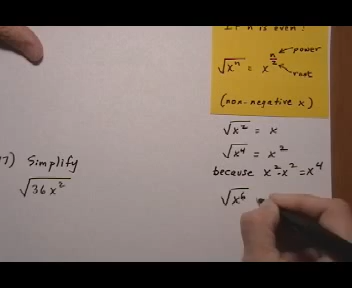 If n is even:
√x^n = x^(n/2)
power
root
(non-negative x)
√x² = x
√x⁴ = x²
because x²·x² = x⁴
√x⁶
7) Simplify
√36x²